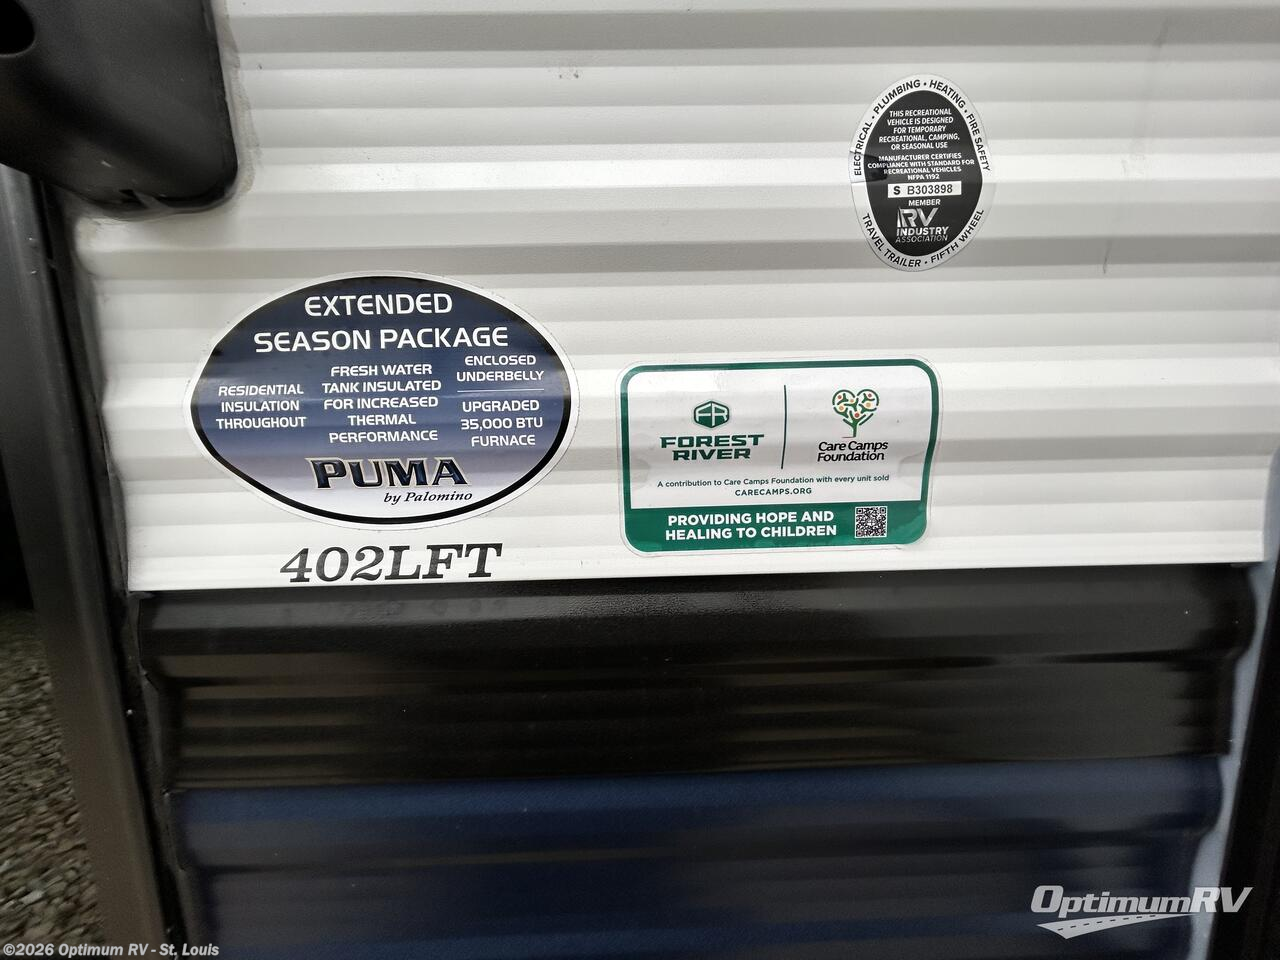 ELECTRICAL • PLUMBING • HEATING • FIRE SAFETY
THIS RECREATIONAL
VEHICLE IS DESIGNED
FOR TEMPORARY
RECREATIONAL, CAMPING,
OR SEASONAL USE
MANUFACTURER CERTIFIES
COMPLIANCE WITH STANDARD FOR
RECREATIONAL VEHICLES
NFPA 1192
S B303898
MEMBER
RV
INDUSTRY
ASSOCIATION
TRAVEL TRAILER • FIFTH WHEEL
EXTENDED
SEASON PACKAGE
RESIDENTIAL
INSULATION
THROUGHOUT
FRESH WATER
TANK INSULATED
FOR INCREASED
THERMAL
PERFORMANCE
ENCLOSED
UNDERBELLY
UPGRADED
35,000 BTU
FURNACE
PUMA
by Palomino
402LFT
FR
FOREST
RIVER
Care Camps
Foundation
A contribution to Care Camps Foundation with every unit sold
CARECAMPS.ORG
PROVIDING HOPE AND
HEALING TO CHILDREN
OptimumRV
©2026 Optimum RV - St. Louis